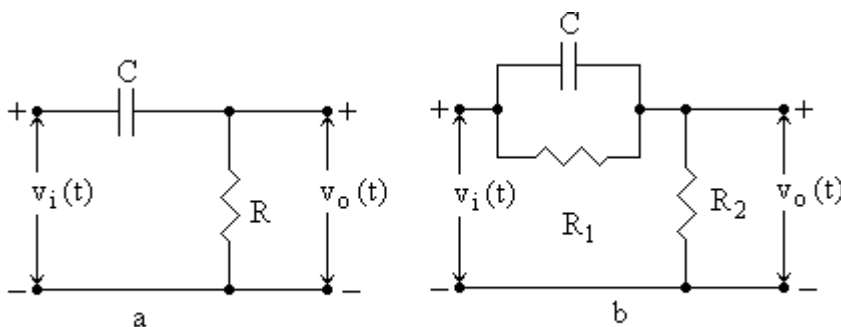 C
+ +
v_i(t) R v_o(t)
− −
a
C
+ +
v_i(t) R_1 R_2 v_o(t)
− −
b